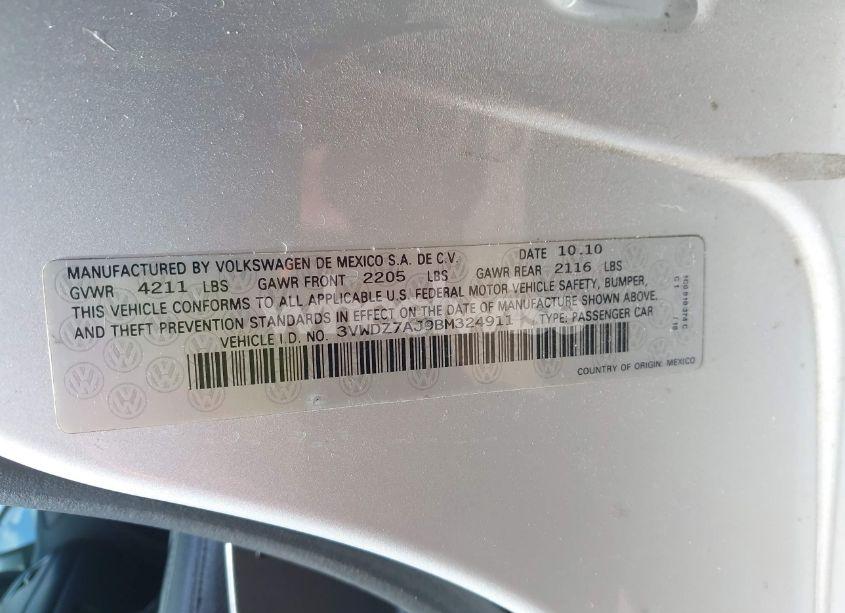 MANUFACTURED BY VOLKSWAGEN DE MEXICO S.A. DE C.V. DATE 10.10
GVWR 4211 LBS GAWR FRONT 2205 LBS GAWR REAR 2116 LBS
THIS VEHICLE CONFORMS TO ALL APPLICABLE U.S. FEDERAL MOTOR VEHICLE SAFETY, BUMPER,
AND THEFT PREVENTION STANDARDS IN EFFECT ON THE DATE OF MANUFACTURE SHOWN ABOVE.
VEHICLE I.D. NO. 3VWDZ7AJ9BM324911 TYPE: PASSENGER CAR
COUNTRY OF ORIGIN: MEXICO